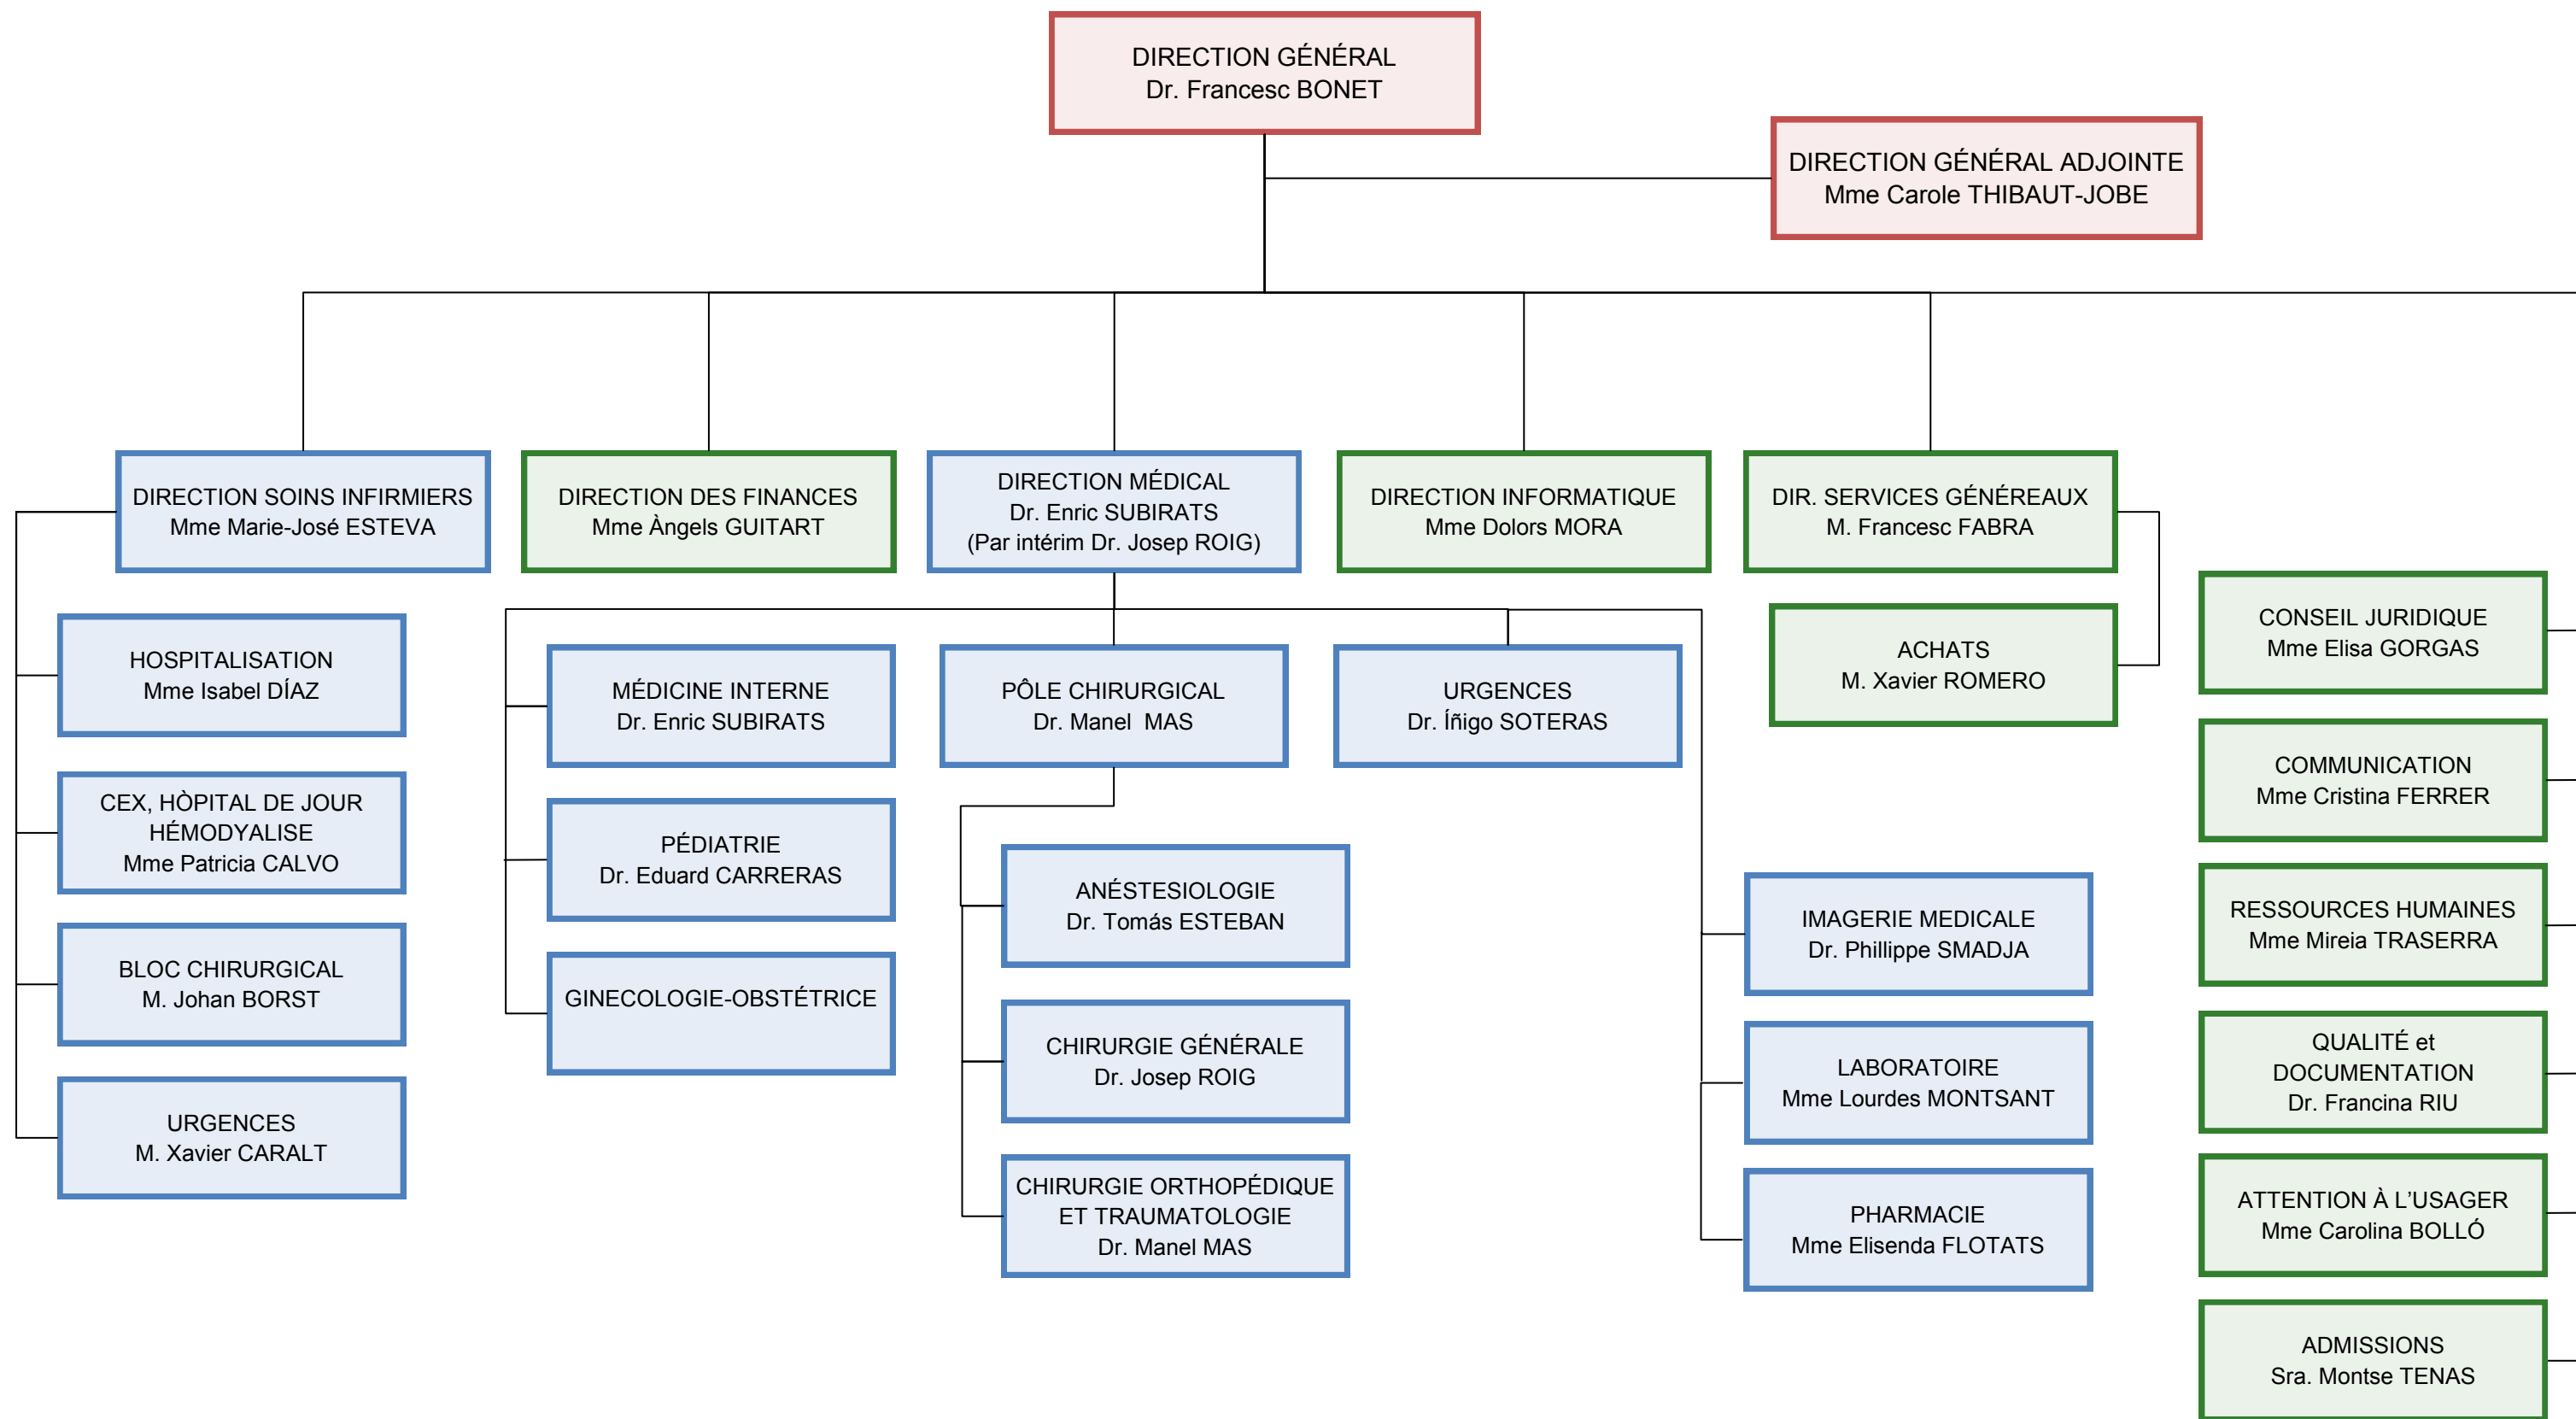 DIRECTION GÉNÉRAL
Dr. Francesc BONET
DIRECTION GÉNÉRAL ADJOINTE
Mme Carole THIBAUT-JOBE
DIRECTION SOINS INFIRMIERS
Mme Marie-José ESTEVA
DIRECTION DES FINANCES
Mme Àngels GUITART
DIRECTION MÉDICAL
Dr. Enric SUBIRATS
(Par intérim Dr. Josep ROIG)
DIRECTION INFORMATIQUE
Mme Dolors MORA
DIR. SERVICES GÉNÉREAUX
M. Francesc FABRA
HOSPITALISATION
Mme Isabel DÍAZ
CEX, HÒPITAL DE JOUR
HÉMODYALISE
Mme Patricia CALVO
BLOC CHIRURGICAL
M. Johan BORST
URGENCES
M. Xavier CARALT
MÉDICINE INTERNE
Dr. Enric SUBIRATS
PÉDIATRIE
Dr. Eduard CARRERAS
GINECOLOGIE-OBSTÉTRICE
PÔLE CHIRURGICAL
Dr. Manel  MAS
ANÉSTESIOLOGIE
Dr. Tomás ESTEBAN
CHIRURGIE GÉNÉRALE
Dr. Josep ROIG
CHIRURGIE ORTHOPÉDIQUE
ET TRAUMATOLOGIE
Dr. Manel MAS
URGENCES
Dr. Íñigo SOTERAS
IMAGERIE MEDICALE
Dr. Phillippe SMADJA
LABORATOIRE
Mme Lourdes MONTSANT
PHARMACIE
Mme Elisenda FLOTATS
ACHATS
M. Xavier ROMERO
CONSEIL JURIDIQUE
Mme Elisa GORGAS
COMMUNICATION
Mme Cristina FERRER
RESSOURCES HUMAINES
Mme Mireia TRASERRA
QUALITÉ et
DOCUMENTATION
Dr. Francina RIU
ATTENTION À L’USAGER
Mme Carolina BOLLÓ
ADMISSIONS
Sra. Montse TENAS